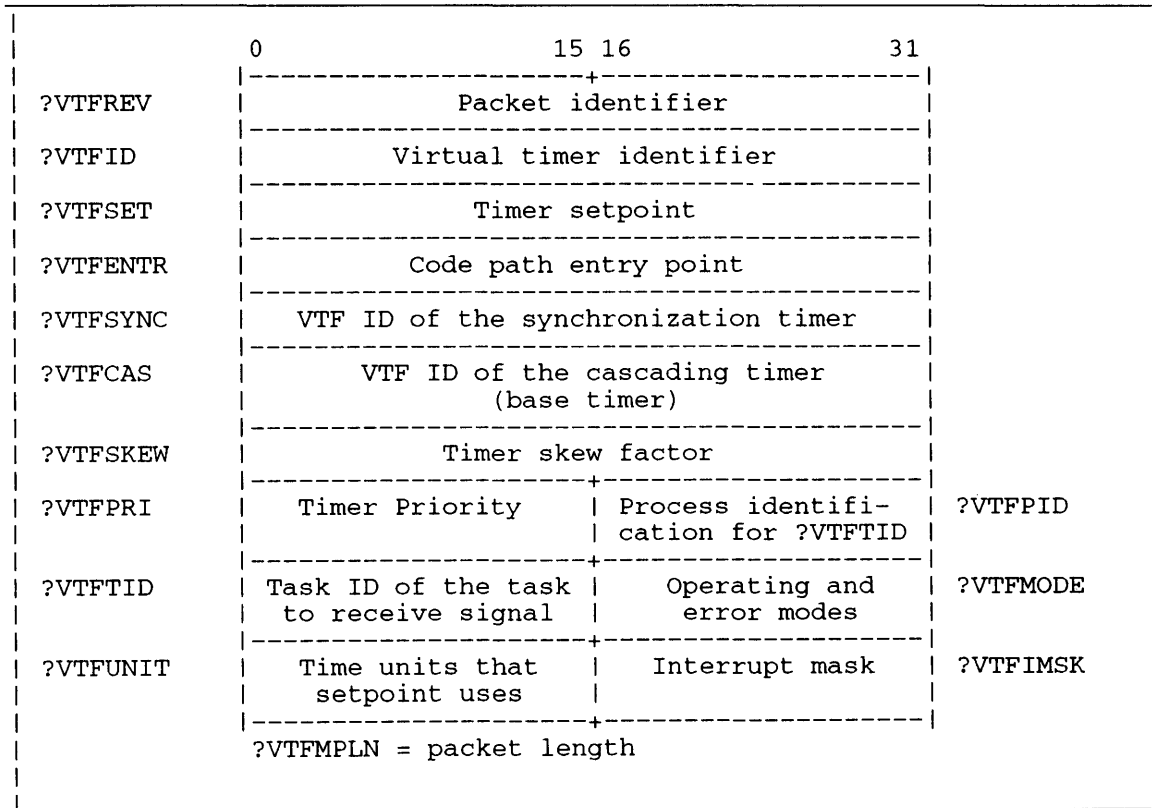 0 15 16 31
?VTFREV Packet identifier
?VTFID Virtual timer identifier
?VTFSET Timer setpoint
?VTFENTR Code path entry point
?VTFSYNC VTF ID of the synchronization timer
?VTFCAS VTF ID of the cascading timer
(base timer)
?VTFSKEW Timer skew factor
?VTFPRI Timer Priority Process identifi- ?VTFPID
cation for ?VTFTID
?VTFTID Task ID of the task Operating and ?VTFMODE
to receive signal error modes
?VTFUNIT Time units that Interrupt mask ?VTFIMSK
setpoint uses
?VTFMPLN = packet length